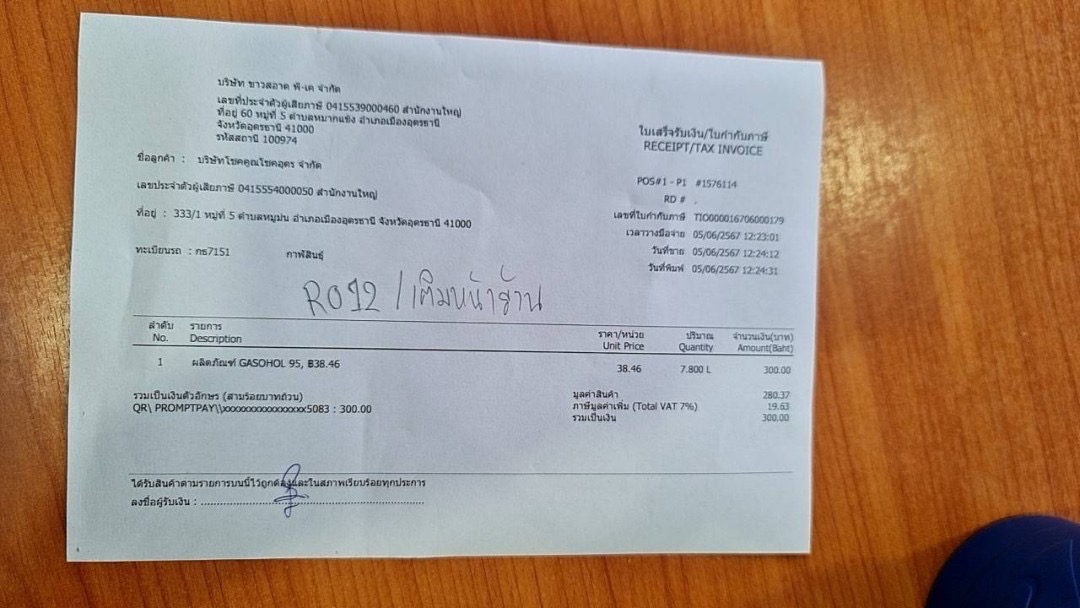 บริษัท ขาวสอาด พี-เค จำกัด
เลขที่ประจำตัวผู้เสียภาษี 0415539000460 สำนักงานใหญ่
ที่อยู่ 60 หมู่ที่ 5 ตำบลหมากแข้ง อำเภอเมืองอุดรธานี
จังหวัดอุดรธานี 41000
รหัสสถานี 100974
ใบเสร็จรับเงิน/ใบกำกับภาษี
RECEIPT/TAX INVOICE
ชื่อลูกค้า : บริษัทโชคคูณโชคอุดร จำกัด
POS#1 - P1 #1576114
เลขประจำตัวผู้เสียภาษี 0415554000050 สำนักงานใหญ่
RD # .
ที่อยู่ : 333/1 หมู่ที่ 5 ตำบลหมูม่น อำเภอเมืองอุดรธานี จังหวัดอุดรธานี 41000
เลขที่ใบกำกับภาษี TIO000016706000179
เวลาวางมือจ่าย 05/06/2567 12:23:01
ทะเบียนรถ : กธ7151 กาฬสินธุ์
วันที่ขาย 05/06/2567 12:24:12
วันที่พิมพ์ 05/06/2567 12:24:31
R012 / เติมหน้าร้าน
ลำดับ รายการ ราคา/หน่วย ปริมาณ จำนวนเงิน(บาท)
No. Description Unit Price Quantity Amount(Baht)
1 ผลิตภัณฑ์ GASOHOL 95, ฿38.46 38.46 7.800 L 300.00
รวมเป็นเงินตัวอักษร (สามร้อยบาทถ้วน) มูลค่าสินค้า 280.37
QR\ PROMPTPAY\\xxxxxxxxxxxxxxxx5083 : 300.00 ภาษีมูลค่าเพิ่ม (Total VAT 7%) 19.63
รวมเป็นเงิน 300.00
ได้รับสินค้าตามรายการบนนี้ไว้ถูกต้องและในสภาพเรียบร้อยทุกประการ
ลงชื่อผู้รับเงิน :